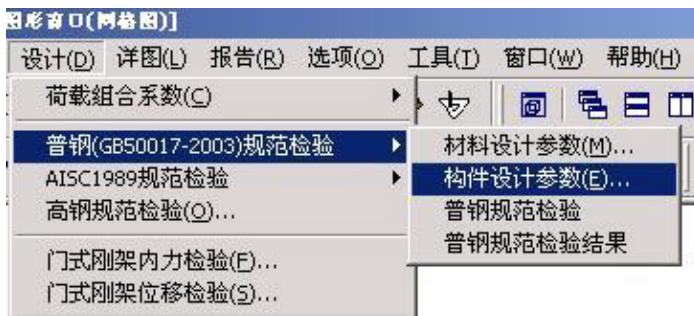 图形窗口(网格图)]
设计(D) 详图(L) 报告(R) 选项(O) 工具(T) 窗口(W) 帮助(H)
荷载组合系数(C)
普钢(GB50017-2003)规范检验
AISC1989规范检验
高钢规范检验(O)...
门式刚架内力检验(F)...
门式刚架位移检验(S)...
材料设计参数(M)...
构件设计参数(E)...
普钢规范检验
普钢规范检验结果